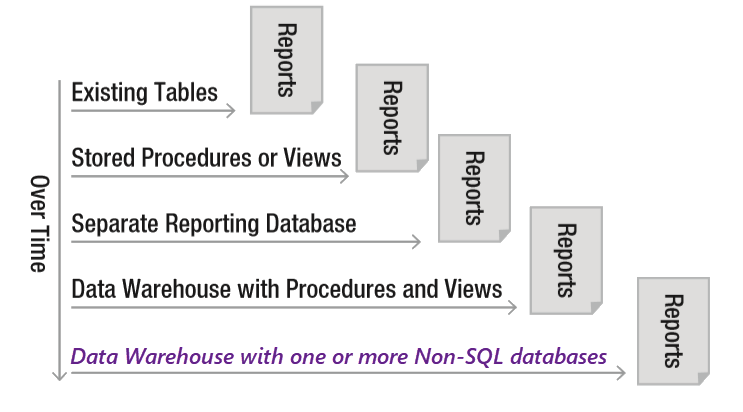 Reports
Existing Tables
Reports
Stored Procedures or Views
Reports
Over Time
Separate Reporting Database
Reports
Data Warehouse with Procedures and Views
Reports
Data Warehouse with one or more Non-SQL databases